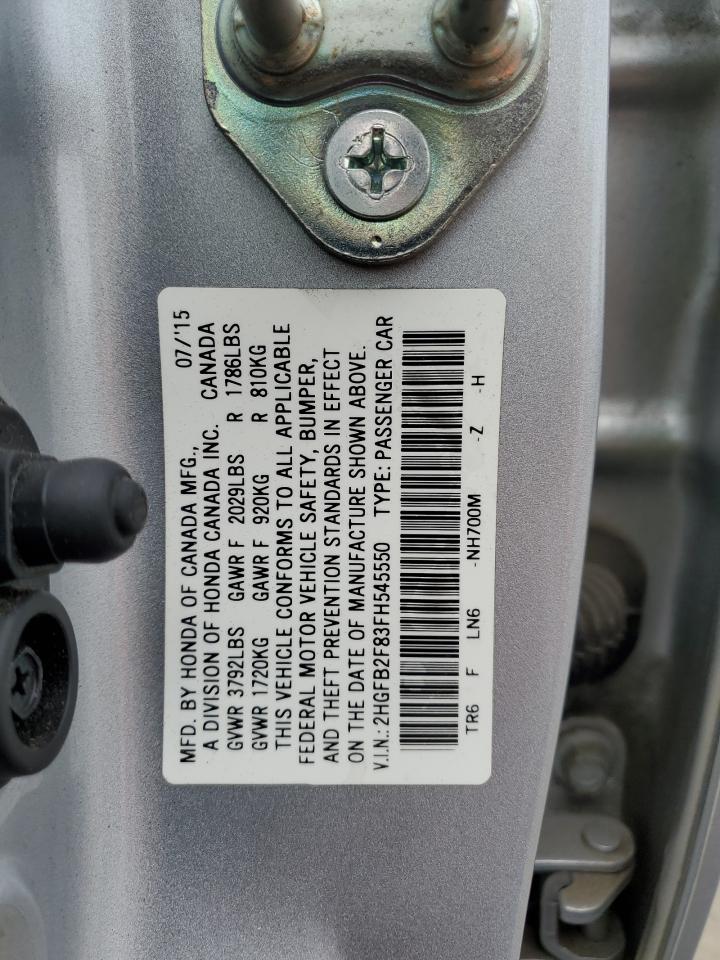 MFD. BY HONDA OF CANADA MFG., 07/'15
A DIVISION OF HONDA CANADA INC. CANADA
GVWR 3792LBS GAWR F 2029LBS R 1786LBS
GVWR 1720KG GAWR F 920KG R 810KG
THIS VEHICLE CONFORMS TO ALL APPLICABLE
FEDERAL MOTOR VEHICLE SAFETY, BUMPER,
AND THEFT PREVENTION STANDARDS IN EFFECT
ON THE DATE OF MANUFACTURE SHOWN ABOVE.
V.I.N.: 2HGFB2F83FH545550 TYPE: PASSENGER CAR
TR6 F LN6 -NH700M -Z -H